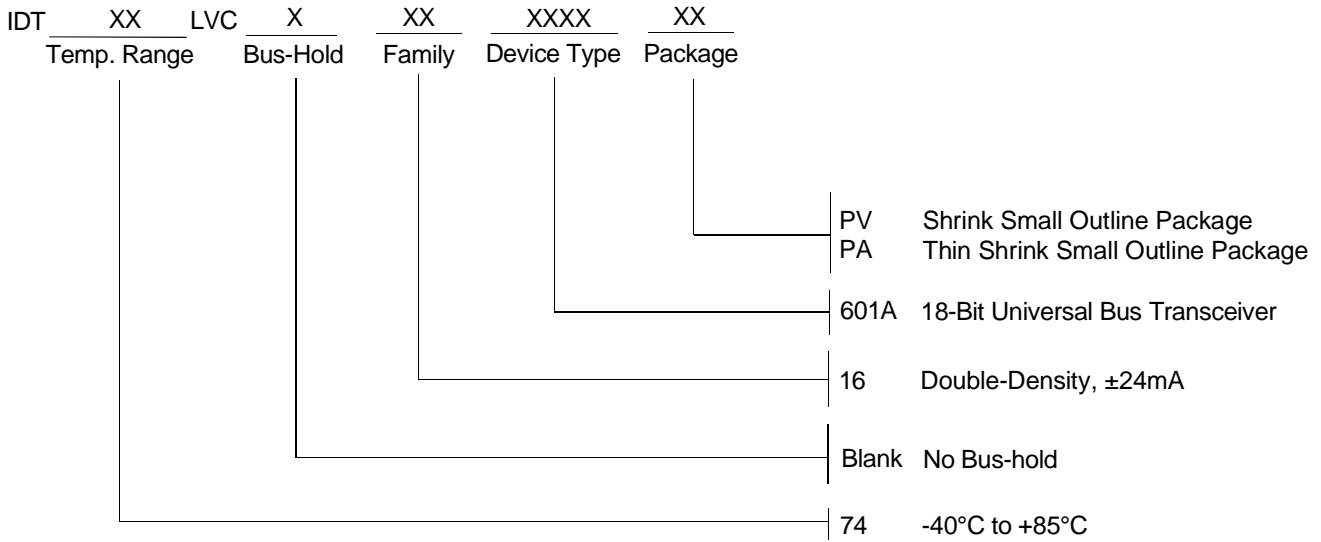 IDT XX LVC X XX XXXX XX
Temp. Range Bus-Hold Family Device Type Package
PV Shrink Small Outline Package
PA Thin Shrink Small Outline Package
601A 18-Bit Universal Bus Transceiver
16 Double-Density, ±24mA
Blank No Bus-hold
74 -40°C to +85°C